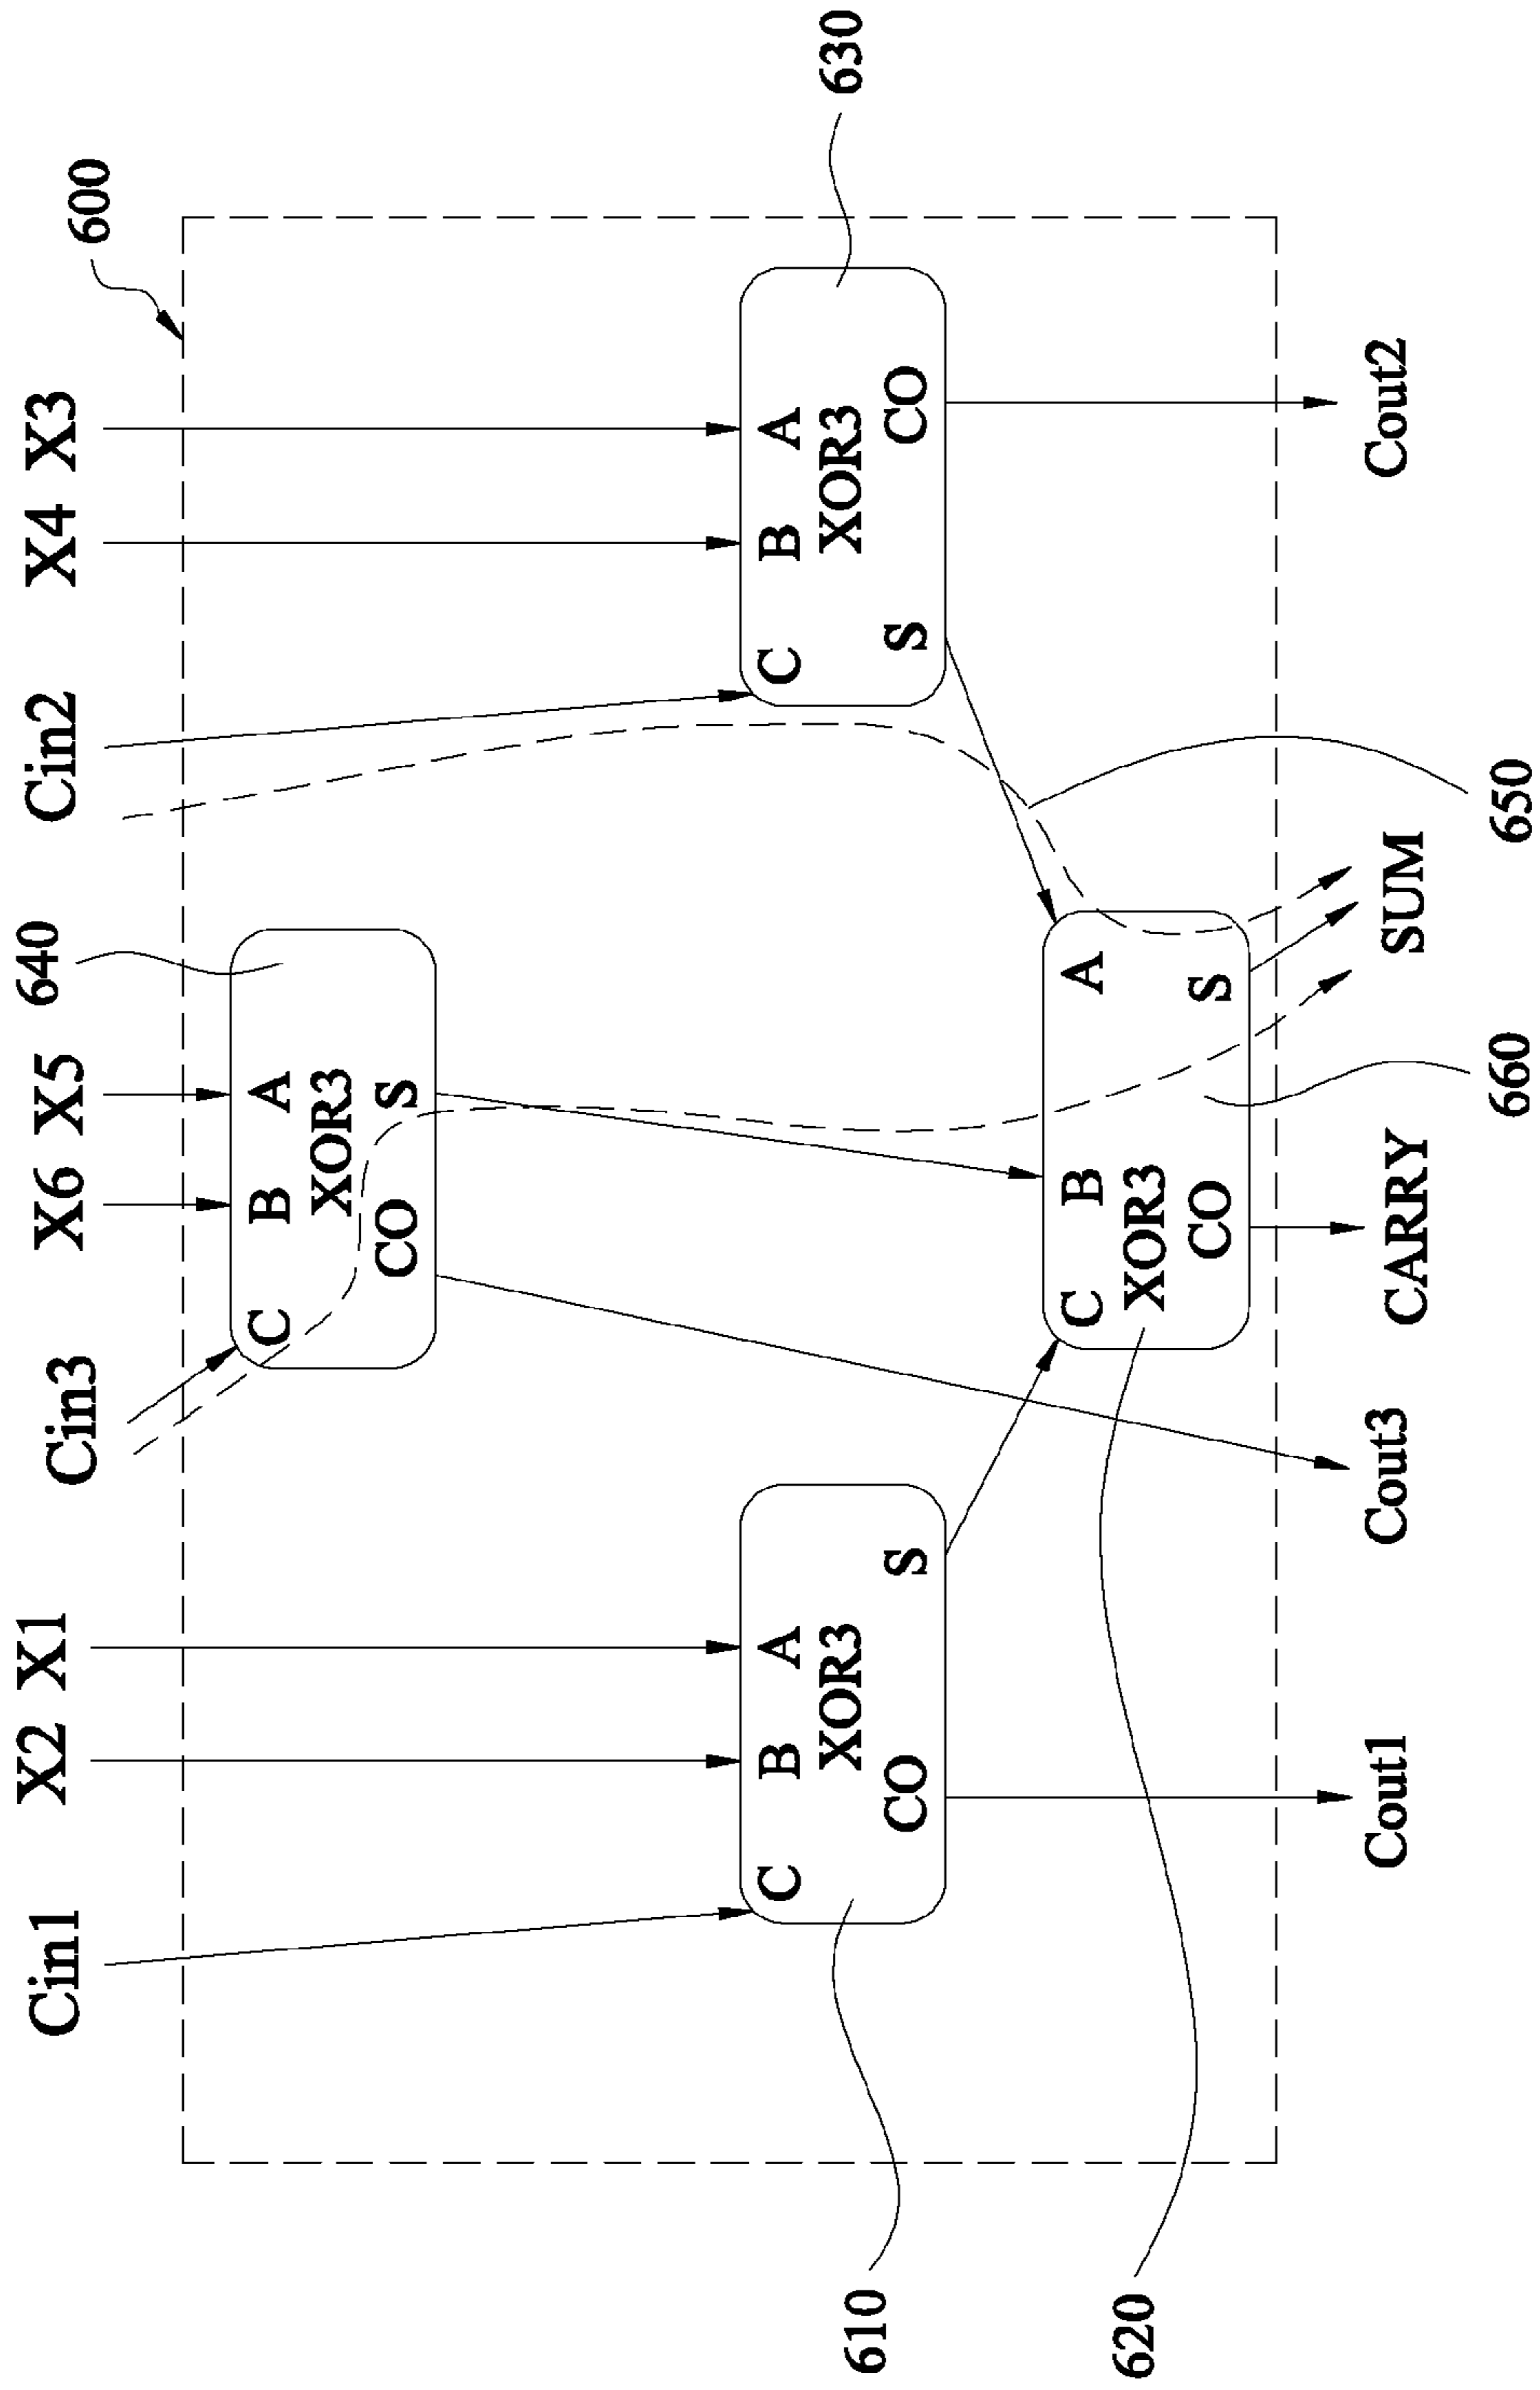 600
Cin1 X2 X1 Cin3 X6 X5 Cin2 X4 X3
640
C B A
XOR3
CO S
C B A
XOR3
CO S
C B A
XOR3
S CO
630
610
C B A
XOR3
CO S
620
Cout1 Cout3 CARRY SUM Cout2
660 650